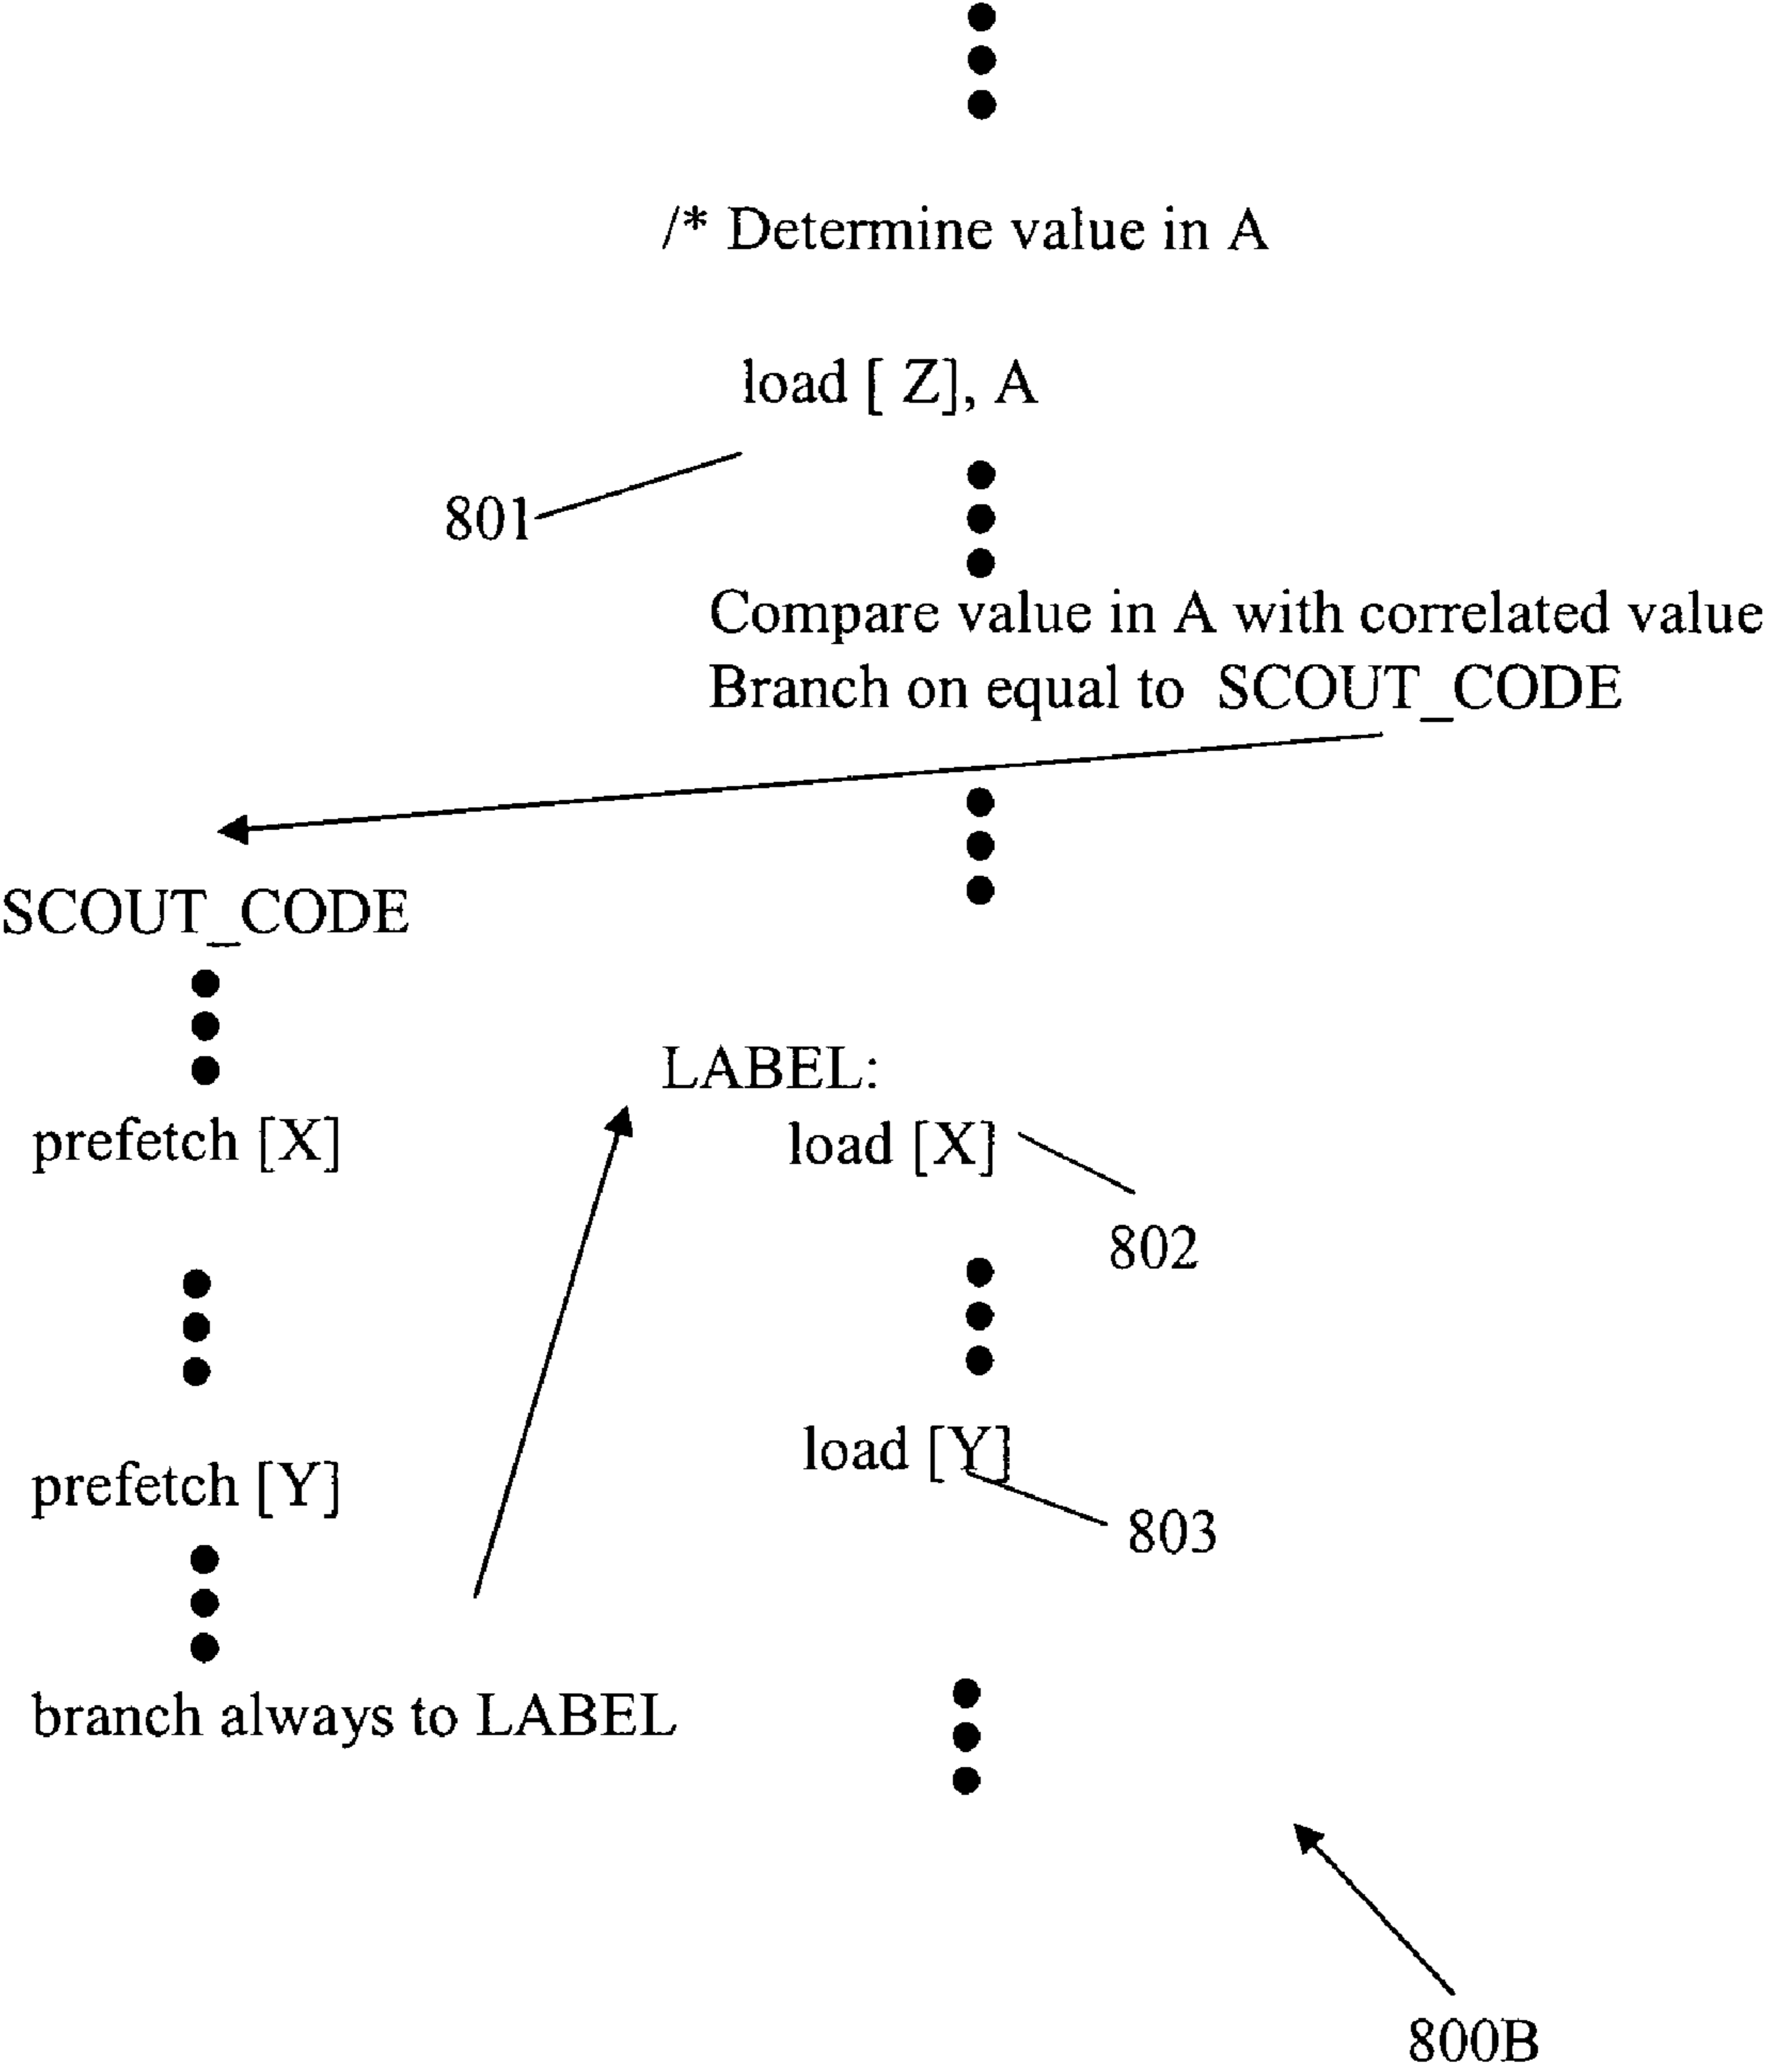 /* Determine value in A
load [ Z], A
801
Compare value in A with correlated value
Branch on equal to SCOUT_CODE
SCOUT_CODE
prefetch [X]
prefetch [Y]
branch always to LABEL
LABEL:
load [X]
802
load [Y]
803
800B